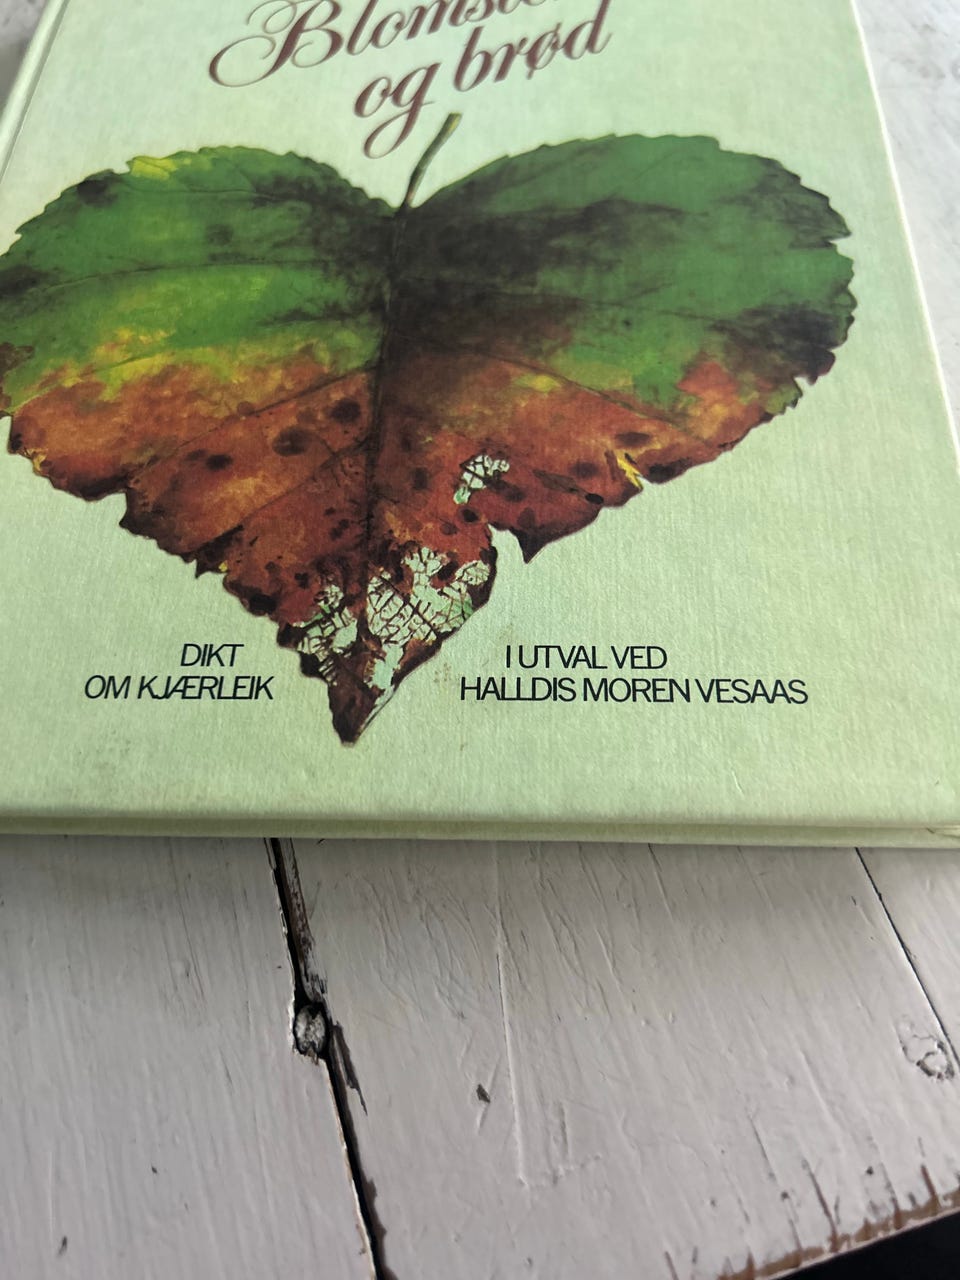 og brød
DIKT
OM KJÆRLEIK
I UTVAL VED
HALLDIS MOREN VESAAS